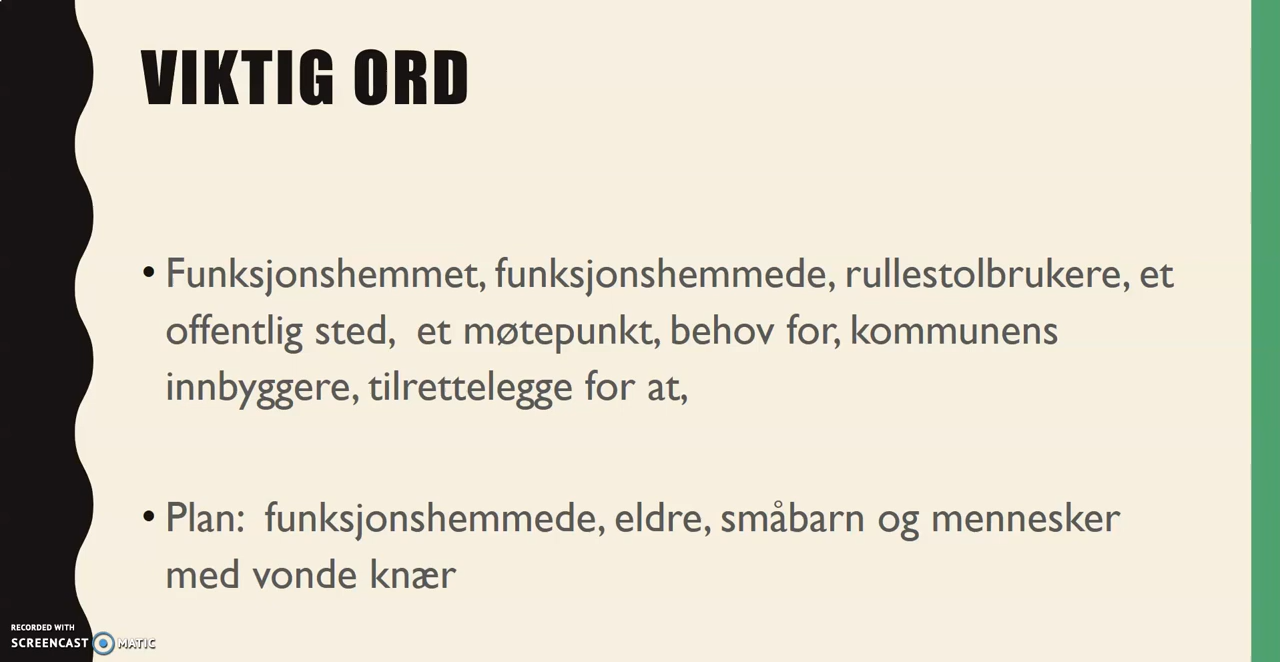 VIKTIG ORD
• Funksjonshemmet, funksjonshemmede, rullestolbrukere, et
offentlig sted,  et møtepunkt, behov for, kommunens
innbyggere, tilrettelegge for at,
• Plan:  funksjonshemmede, eldre, småbarn og mennesker
med vonde knær
RECORDED WITH
SCREENCAST MATIC